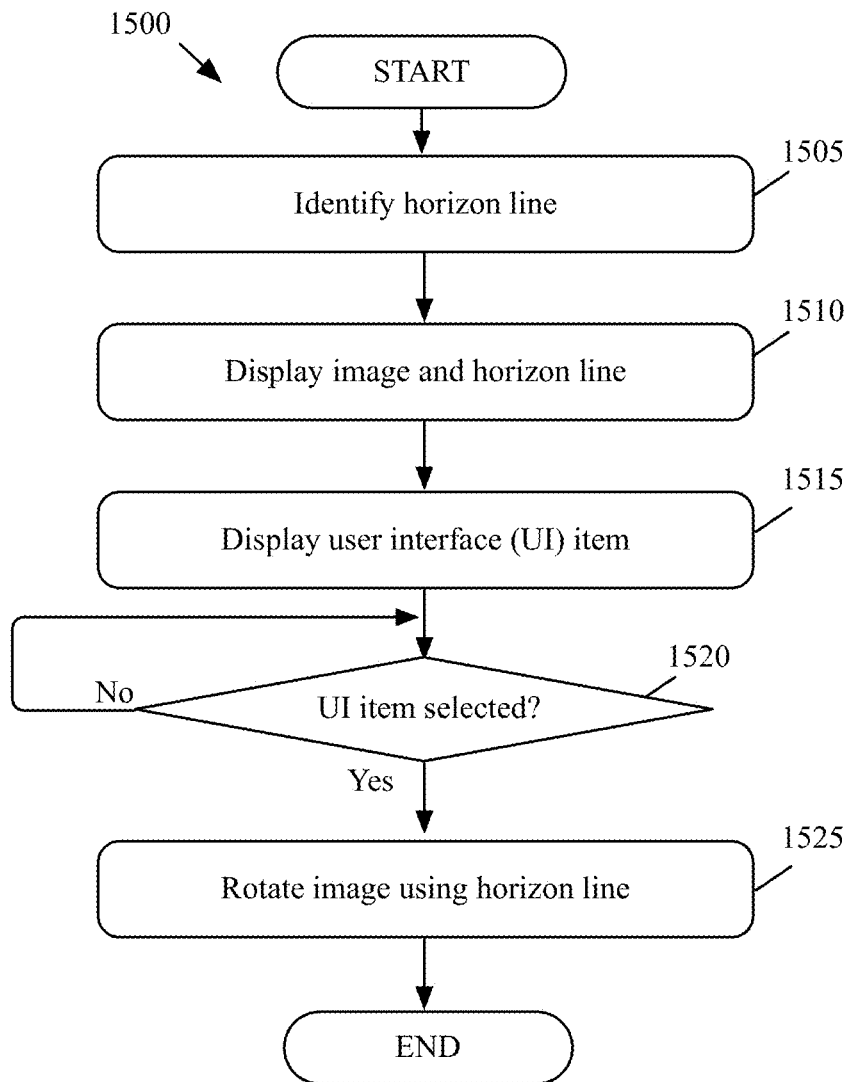 1500
START
1505
Identify horizon line
1510
Display image and horizon line
1515
Display user interface (UI) item
1520
No
UI item selected?
Yes
1525
Rotate image using horizon line
END